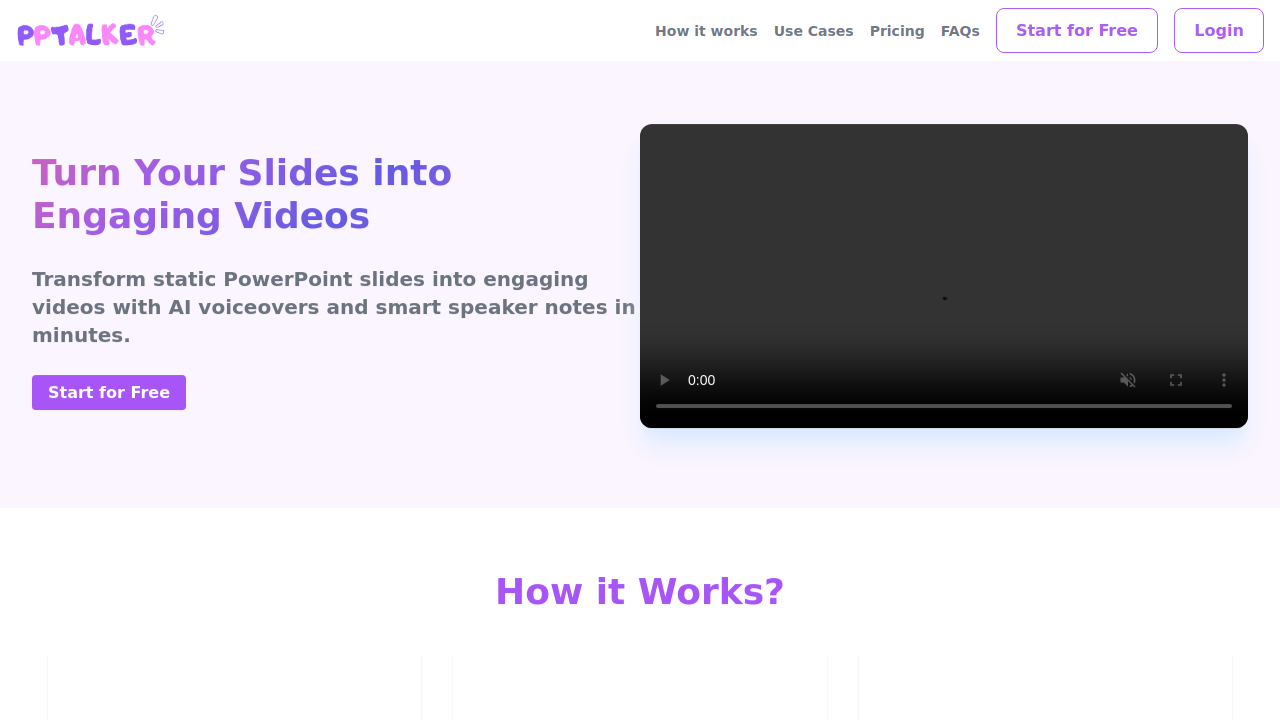 PPTALKER
How it works
Use Cases
Pricing
FAQs
Start for Free
Login
Turn Your Slides into
Engaging Videos
Transform static PowerPoint slides into engaging
videos with AI voiceovers and smart speaker notes in
minutes.
Start for Free
0:00
How it Works?